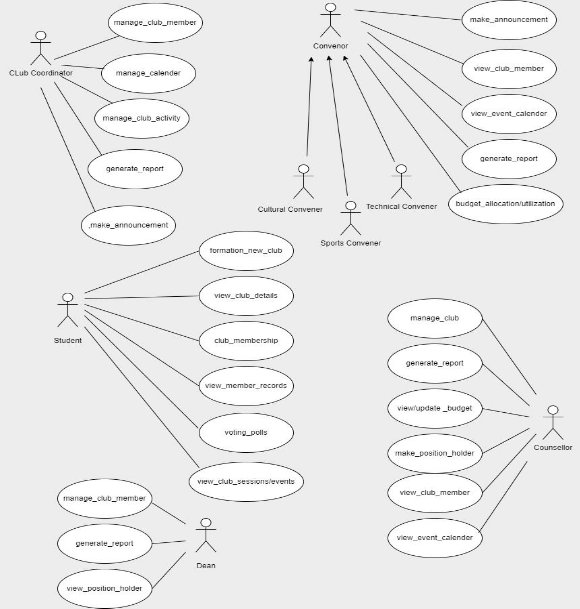 manage_club_member
CLub Coordinator
manage_calender
manage_club_activity
generate_report
,make_announcement
Convenor
make_announcement
view_club_member
view_event_calender
generate_report
budget_allocation/utilization
Cultural Convener
Technical Convener
Sports Convener
formation_new_club
view_club_details
Student
club_membership
view_member_records
voting_polls
view_club_sessions/events
manage_club
generate_report
view/update _budget
Counsellor
make_position_holder
view_club_member
view_event_calender
manage_club_member
generate_report
Dean
view_position_holder